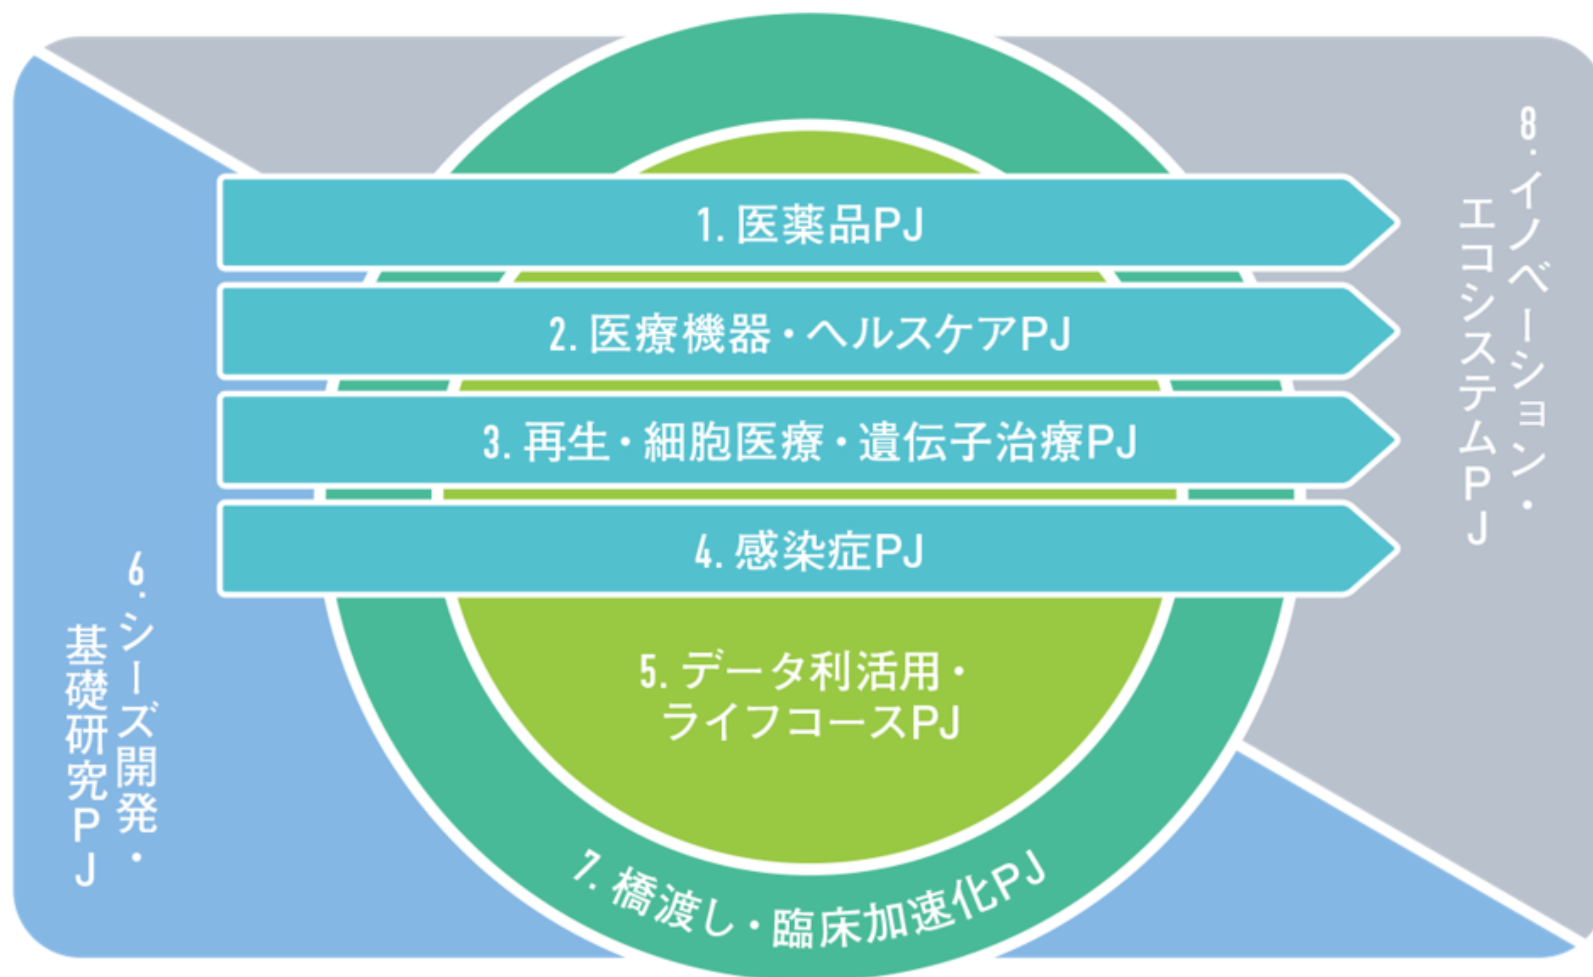 1. 医薬品PJ
2. 医療機器・ヘルスケアPJ
3. 再生・細胞医療・遺伝子治療PJ
4. 感染症PJ
5. データ利活用・
ライフコースPJ
6. シーズ開発・
基礎研究PJ
7. 橋渡し・臨床加速化PJ
8. イノベーション・
エコシステムPJ